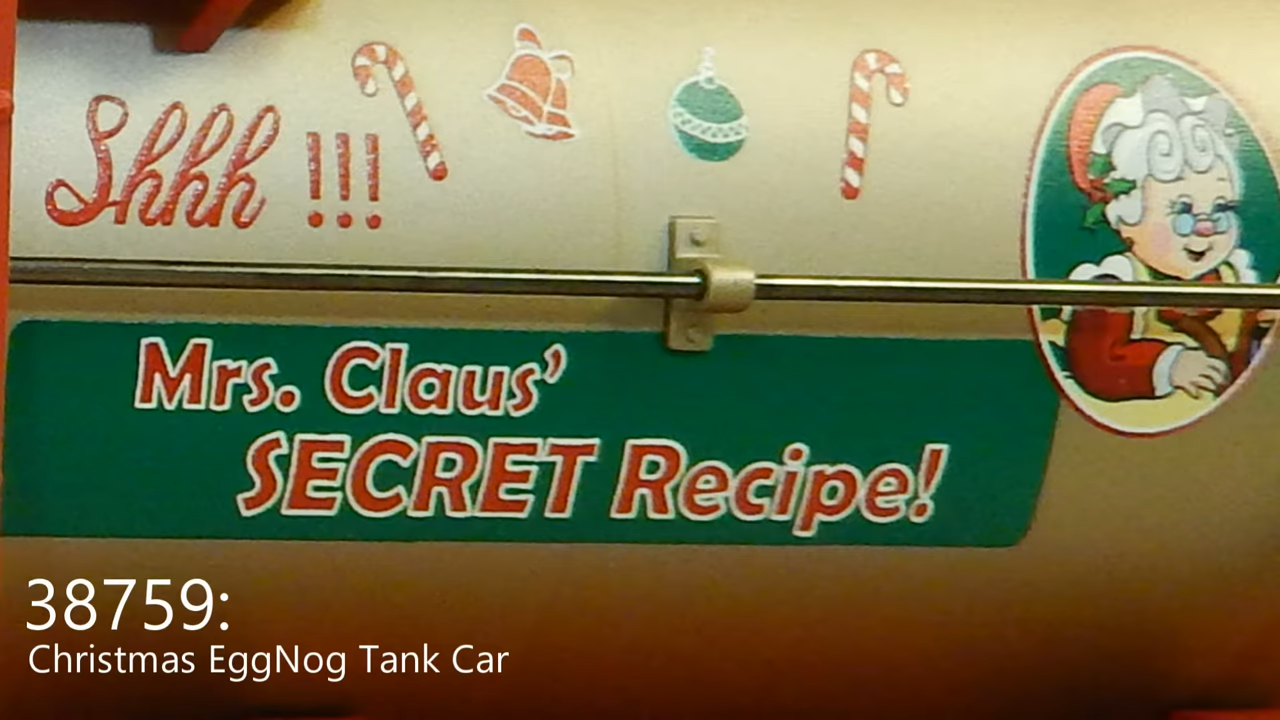 Shhh !!!
Mrs. Claus’
SECRET Recipe!
38759:
Christmas EggNog Tank Car